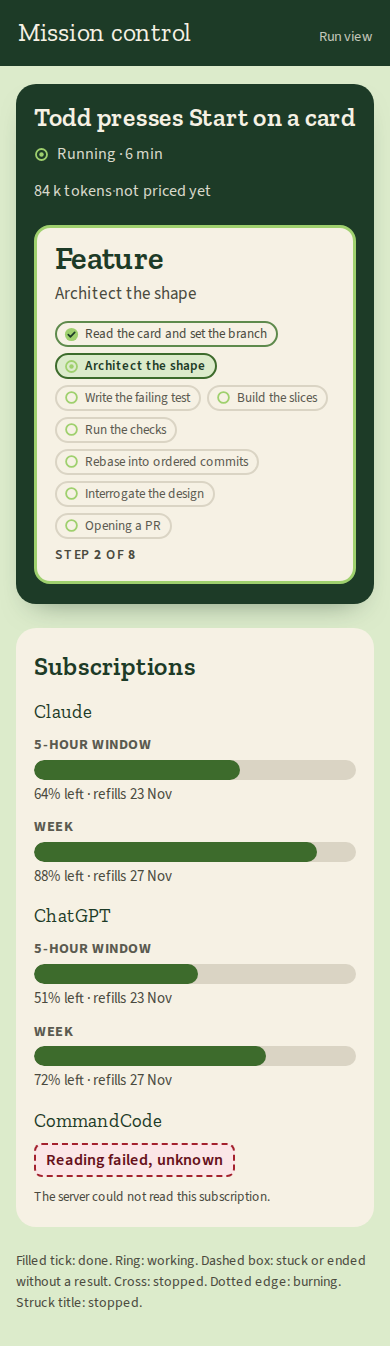 Mission control
Run view
Todd presses Start on a card
Running · 6 min
84 k tokens·not priced yet
Feature
Architect the shape
Read the card and set the branch
Architect the shape
Write the failing test
Build the slices
Run the checks
Rebase into ordered commits
Interrogate the design
Opening a PR
STEP 2 OF 8
Subscriptions
Claude
5-HOUR WINDOW
64% left · refills 23 Nov
WEEK
88% left · refills 27 Nov
ChatGPT
5-HOUR WINDOW
51% left · refills 23 Nov
WEEK
72% left · refills 27 Nov
CommandCode
Reading failed, unknown
The server could not read this subscription.
Filled tick: done. Ring: working. Dashed box: stuck or ended
without a result. Cross: stopped. Dotted edge: burning.
Struck title: stopped.